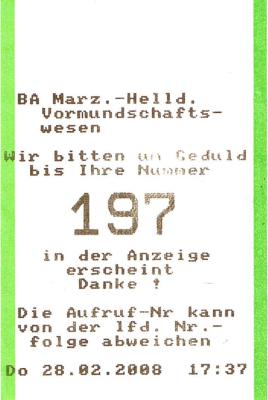 BA Marz.-Helld.
Vormundschafts-
wesen
Wir bitten um Geduld
bis Ihre Nummer
197
in der Anzeige
erscheint
Danke !
Die Aufruf-Nr kann
von der lfd. Nr.-
folge abweichen
Do 28.02.2008 17:37